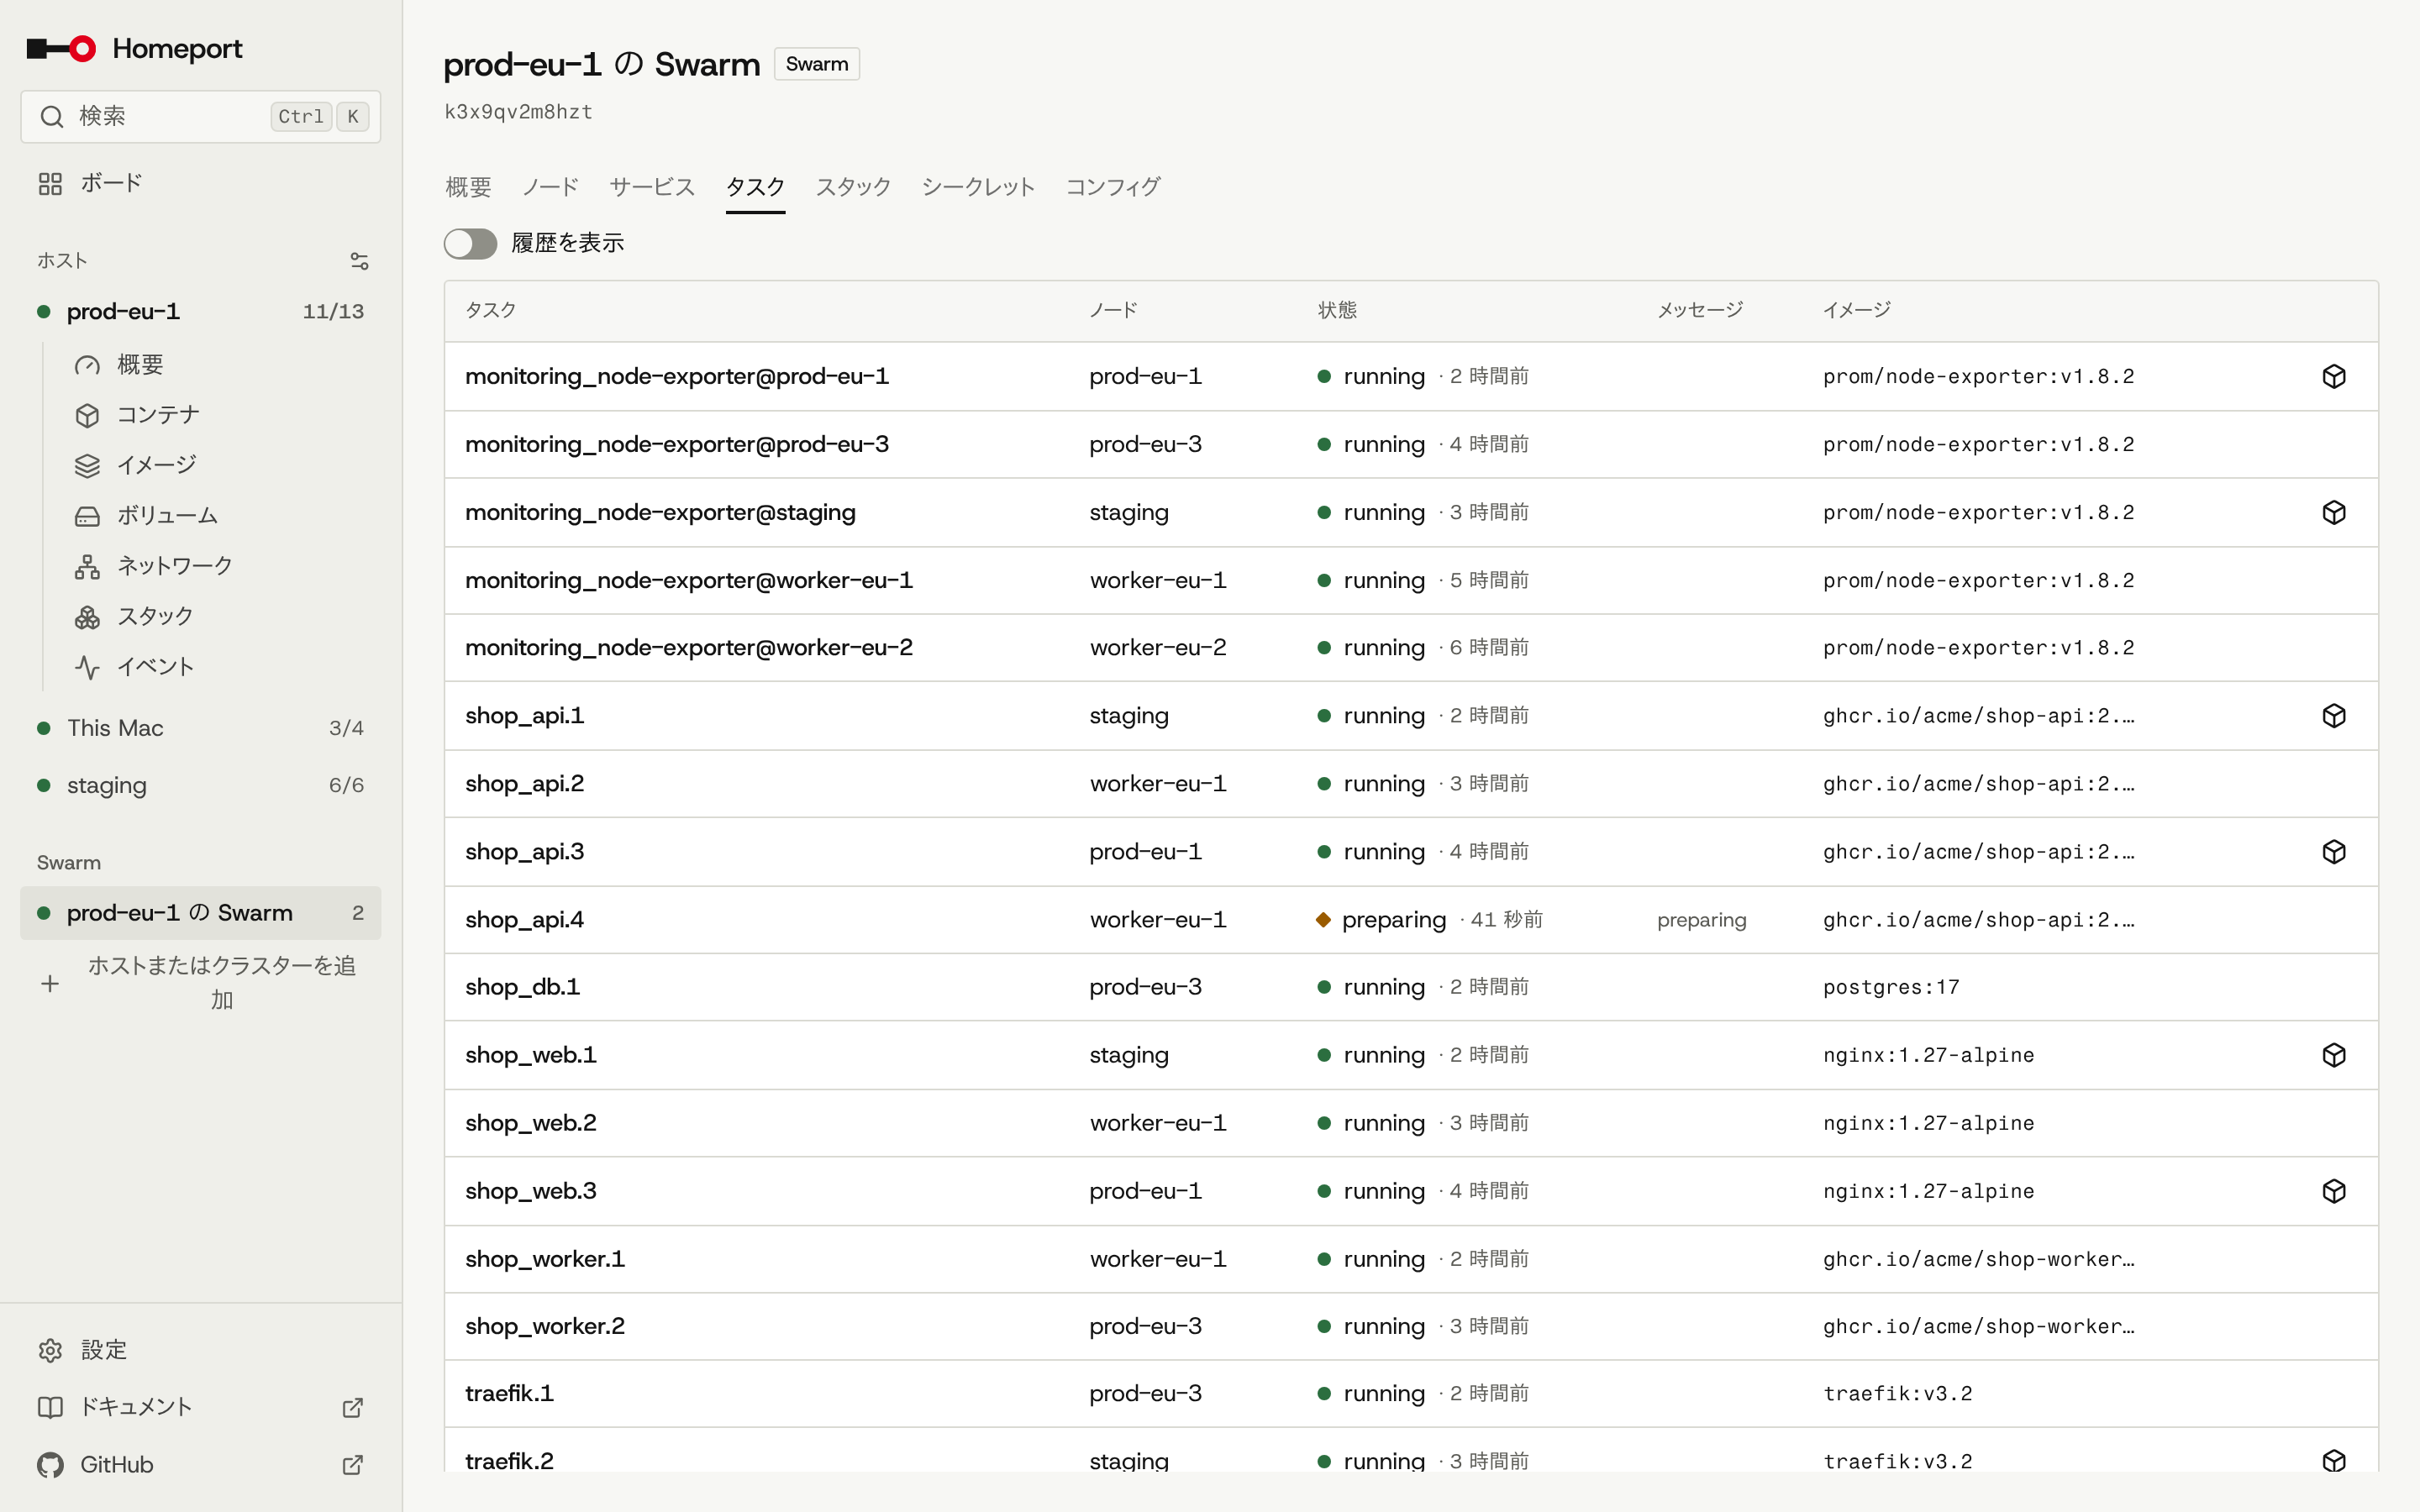 Homeport
検索 Ctrl K
ボード
ホスト
prod-eu-1 11/13
概要
コンテナ
イメージ
ボリューム
ネットワーク
スタック
イベント
This Mac 3/4
staging 6/6
Swarm
prod-eu-1 の Swarm 2
ホストまたはクラスターを追
加
設定
ドキュメント
GitHub
prod-eu-1 の Swarm Swarm
k3x9qv2m8hzt
概要 ノード サービス タスク スタック シークレット コンフィグ
履歴を表示
タスク ノード 状態 メッセージ イメージ
monitoring_node-exporter@prod-eu-1 prod-eu-1 running · 2 時間前 prom/node-exporter:v1.8.2
monitoring_node-exporter@prod-eu-3 prod-eu-3 running · 4 時間前 prom/node-exporter:v1.8.2
monitoring_node-exporter@staging staging running · 3 時間前 prom/node-exporter:v1.8.2
monitoring_node-exporter@worker-eu-1 worker-eu-1 running · 5 時間前 prom/node-exporter:v1.8.2
monitoring_node-exporter@worker-eu-2 worker-eu-2 running · 6 時間前 prom/node-exporter:v1.8.2
shop_api.1 staging running · 2 時間前 ghcr.io/acme/shop-api:2.…
shop_api.2 worker-eu-1 running · 3 時間前 ghcr.io/acme/shop-api:2.…
shop_api.3 prod-eu-1 running · 4 時間前 ghcr.io/acme/shop-api:2.…
shop_api.4 worker-eu-1 preparing · 41 秒前 preparing ghcr.io/acme/shop-api:2.…
shop_db.1 prod-eu-3 running · 2 時間前 postgres:17
shop_web.1 staging running · 2 時間前 nginx:1.27-alpine
shop_web.2 worker-eu-1 running · 3 時間前 nginx:1.27-alpine
shop_web.3 prod-eu-1 running · 4 時間前 nginx:1.27-alpine
shop_worker.1 worker-eu-1 running · 2 時間前 ghcr.io/acme/shop-worker…
shop_worker.2 prod-eu-3 running · 3 時間前 ghcr.io/acme/shop-worker…
traefik.1 prod-eu-3 running · 2 時間前 traefik:v3.2
traefik.2 staging running · 3 時間前 traefik:v3.2